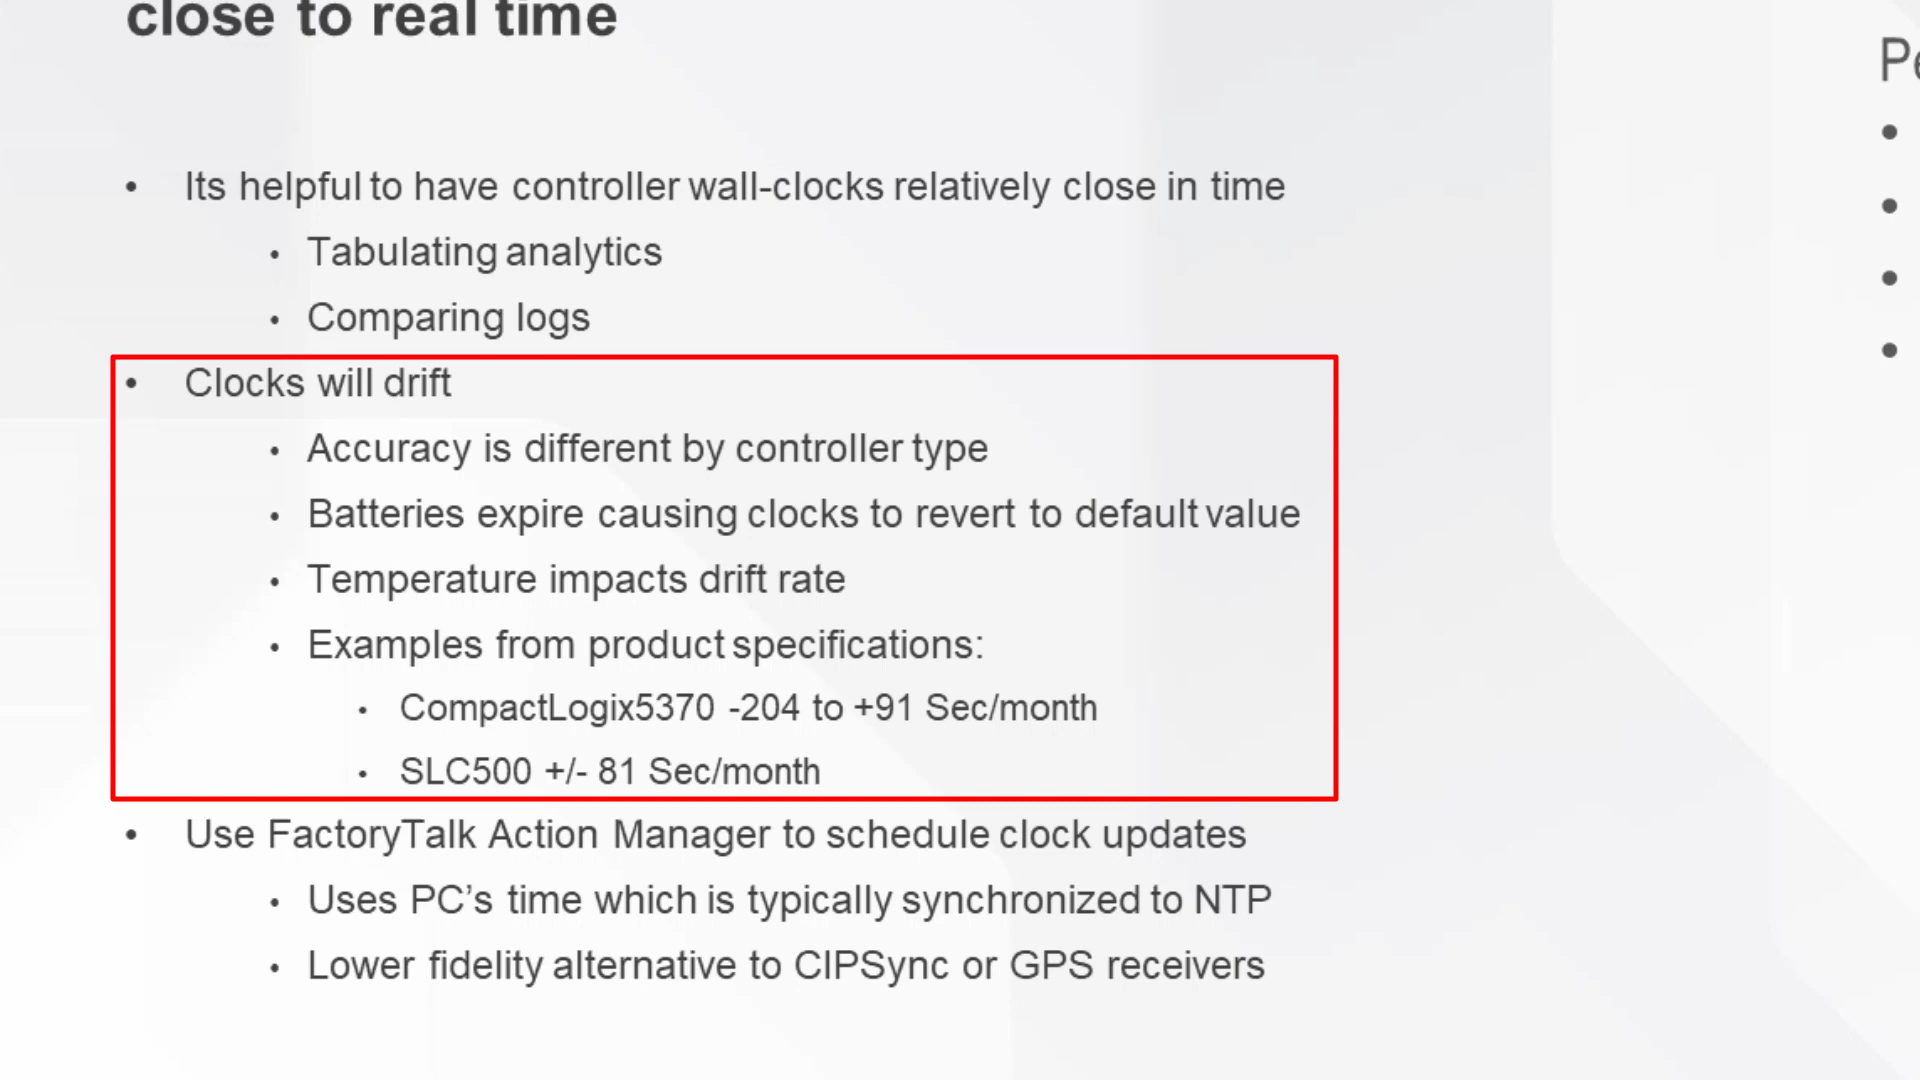 close to real time
• Its helpful to have controller wall-clocks relatively close in time
• Tabulating analytics
• Comparing logs
• Clocks will drift
• Accuracy is different by controller type
• Batteries expire causing clocks to revert to default value
• Temperature impacts drift rate
• Examples from product specifications:
• CompactLogix5370 -204 to +91 Sec/month
• SLC500 +/- 81 Sec/month
• Use FactoryTalk Action Manager to schedule clock updates
• Uses PC’s time which is typically synchronized to NTP
• Lower fidelity alternative to CIPSync or GPS receivers